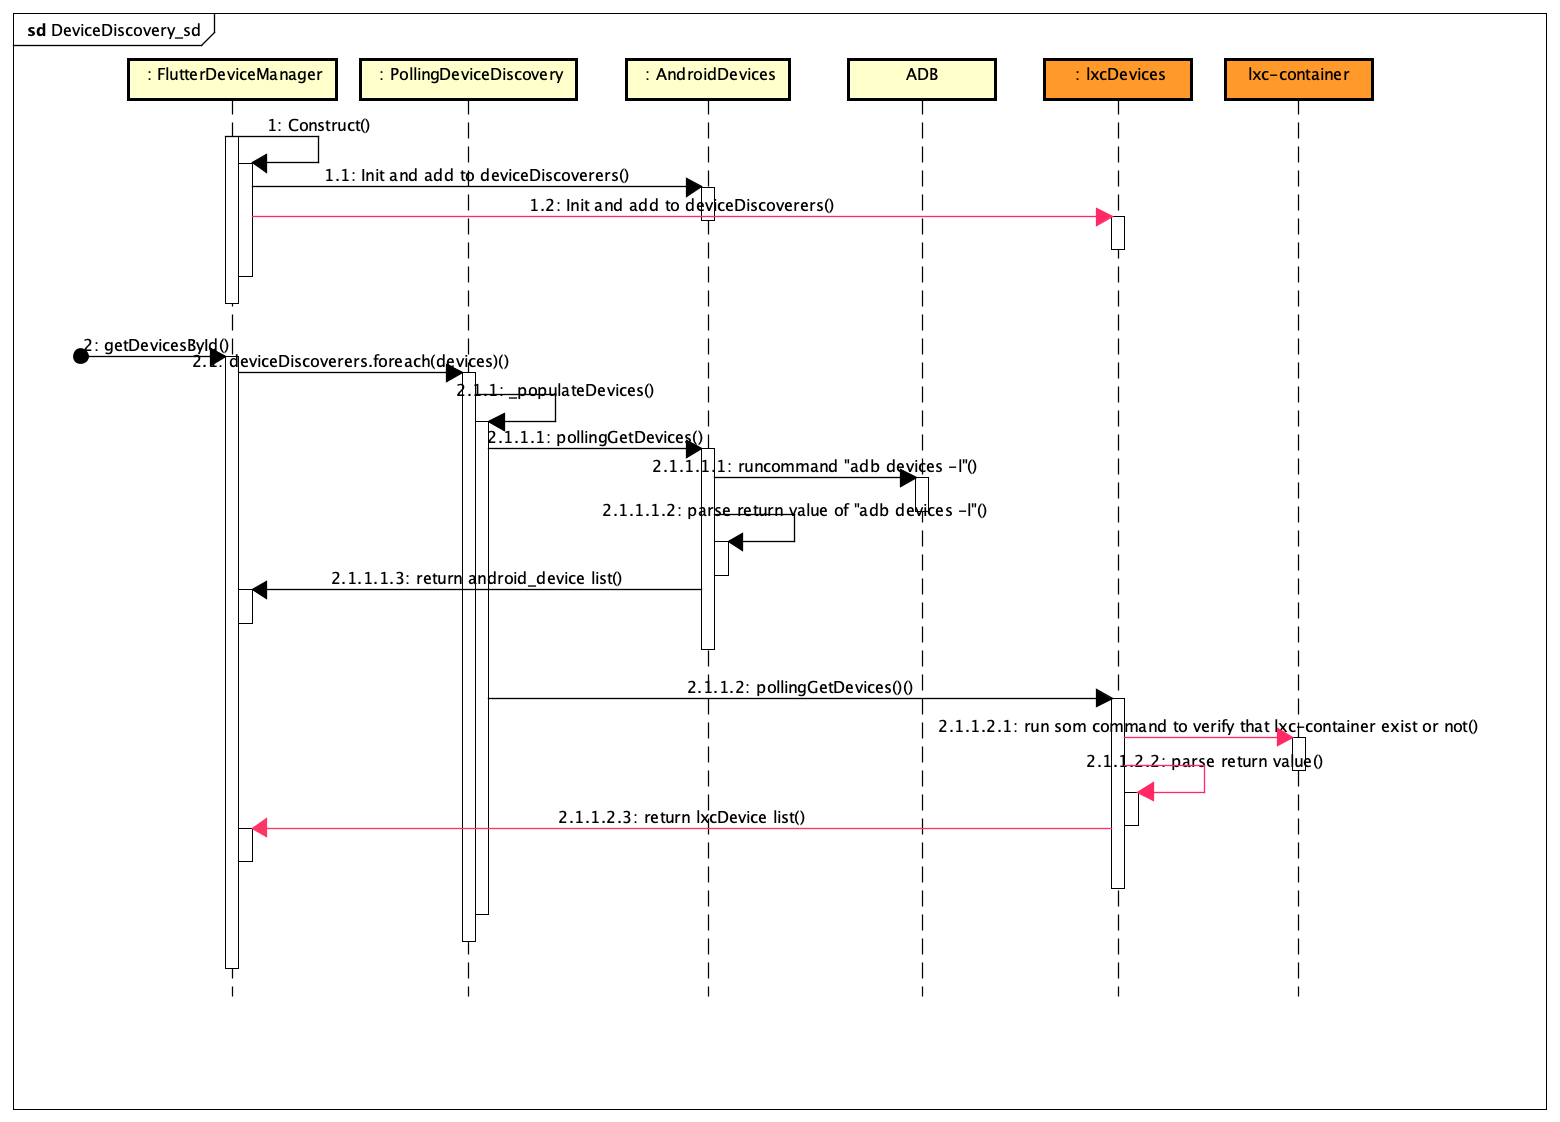 sd DeviceDiscovery_sd
: FlutterDeviceManager
: PollingDeviceDiscovery
: AndroidDevices
ADB
: lxcDevices
lxc-container
1: Construct()
1.1: Init and add to deviceDiscoverers()
1.2: Init and add to deviceDiscoverers()
2: getDevicesById()
2.1: deviceDiscoverers.foreach(devices)()
2.1.1: _populateDevices()
2.1.1.1: pollingGetDevices()
2.1.1.1.1: runcommand "adb devices -l"()
2.1.1.1.2: parse return value of "adb devices -l"()
2.1.1.1.3: return android_device list()
2.1.1.2: pollingGetDevices()()
2.1.1.2.1: run som command to verify that lxc-container exist or not()
2.1.1.2.2: parse return value()
2.1.1.2.3: return lxcDevice list()